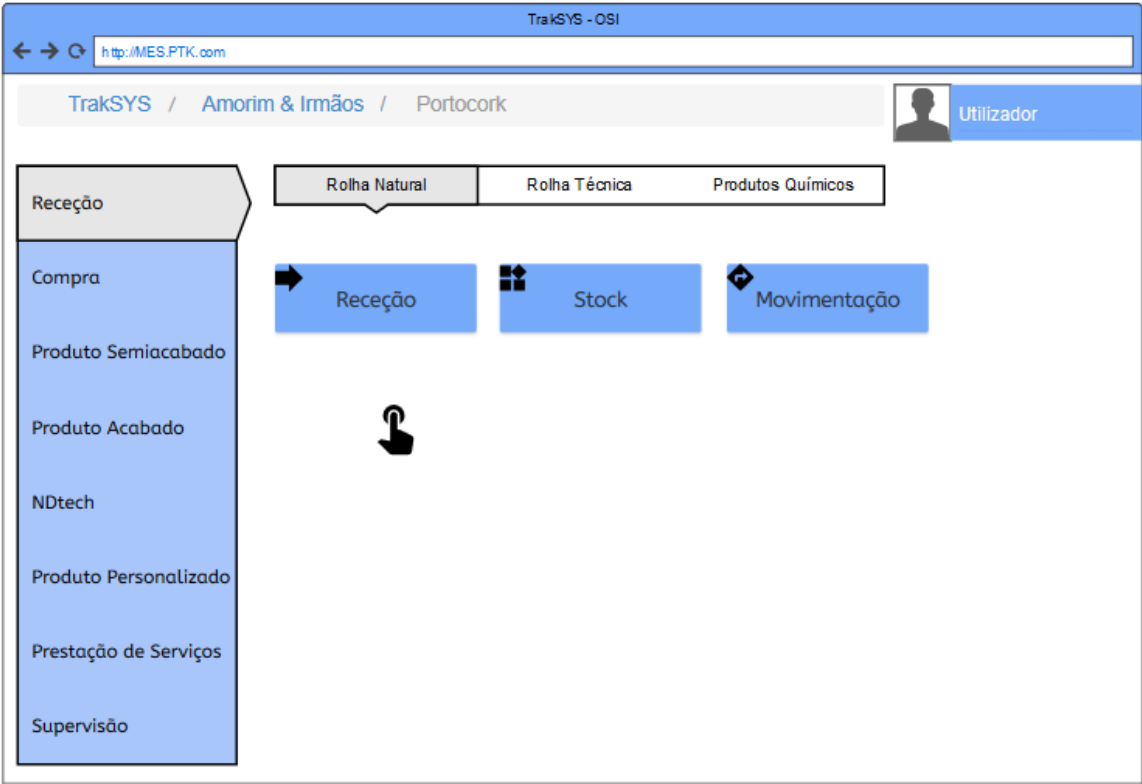 TrakSYS - OSI
http://MES.PTK.com
TrakSYS / Amorim & Irmãos / Portocork
Utilizador
Receção
Rolha Natural Rolha Técnica Produtos Químicos
Compra
Receção Stock Movimentação
Produto Semiacabado
Produto Acabado
NDtech
Produto Personalizado
Prestação de Serviços
Supervisão